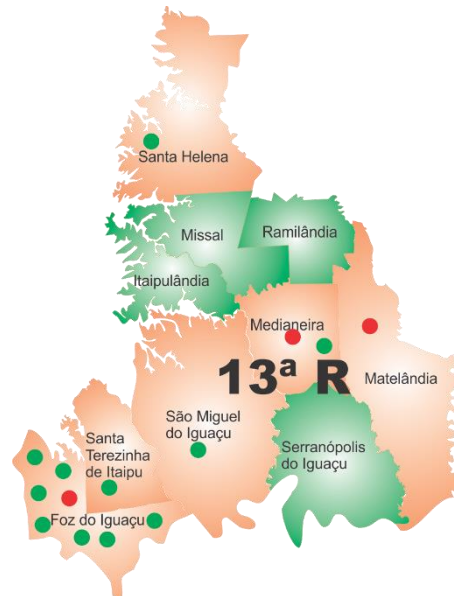 Santa Helena
Missal
Ramilândia
Itaipulândia
Medianeira
13ª R
Matelândia
São Miguel
do Iguaçu
Santa
Terezinha
de Itaipu
Serranópolis
do Iguaçu
Foz do Iguaçu